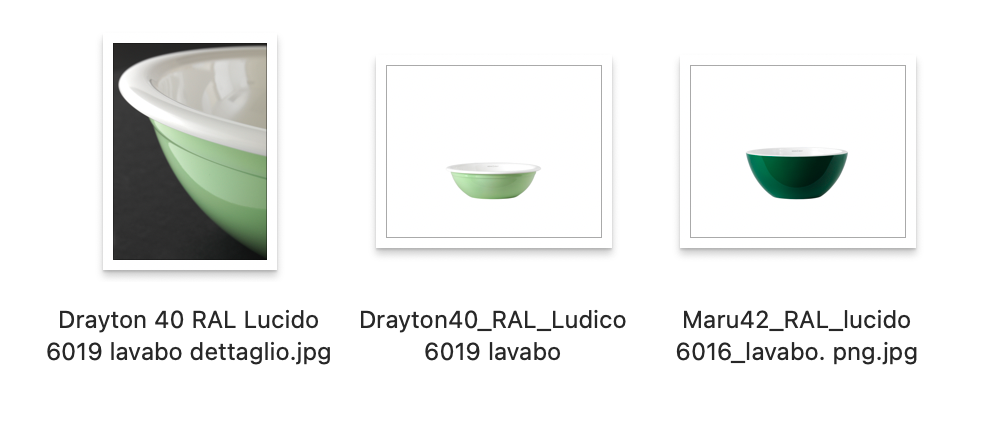 Drayton 40 RAL Lucido
6019 lavabo dettaglio.jpg
Drayton40_RAL_Ludico
6019 lavabo
Maru42_RAL_lucido
6016_lavabo. png.jpg